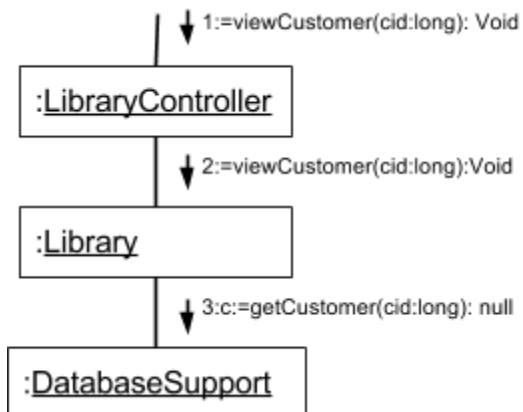 1:=viewCustomer(cid:long): Void
:LibraryController
2:=viewCustomer(cid:long):Void
:Library
3:c:=getCustomer(cid:long): null
:DatabaseSupport